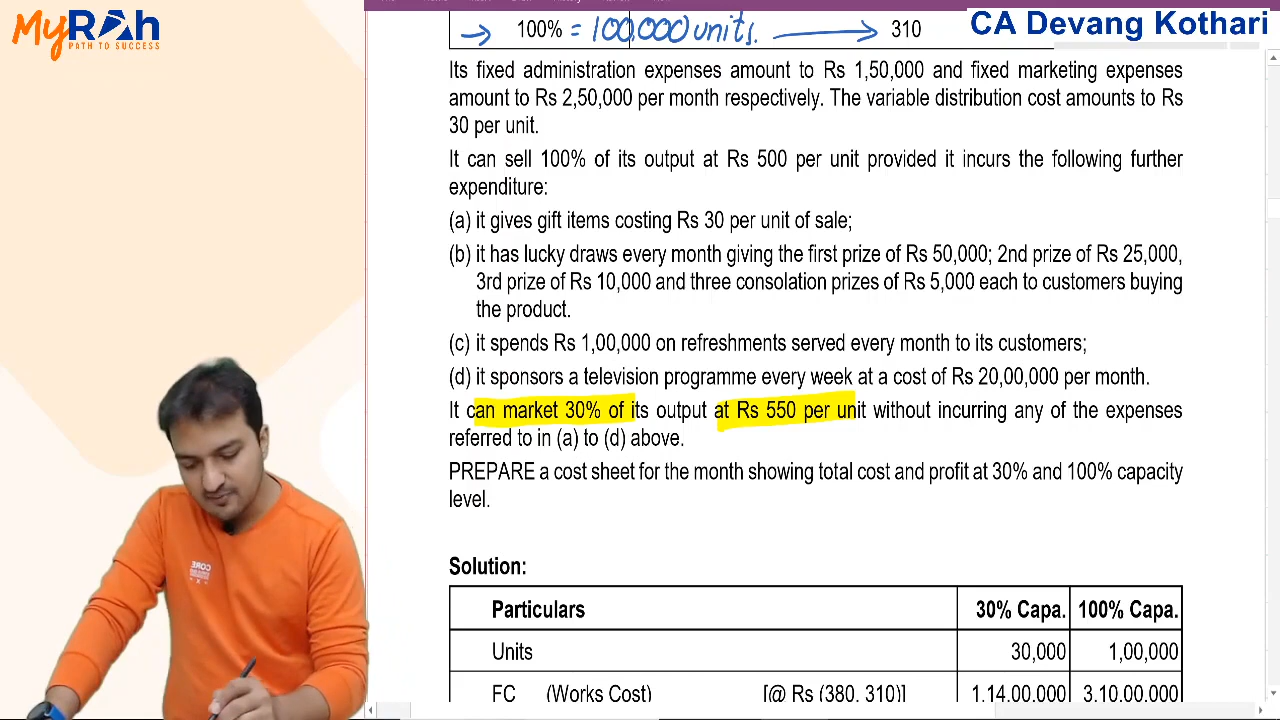 MyRAh
PATH TO SUCCESS
CA Devang Kothari
100% = 100,000 units. → 310
Its fixed administration expenses amount to Rs 1,50,000 and fixed marketing expenses
amount to Rs 2,50,000 per month respectively. The variable distribution cost amounts to Rs
30 per unit.
It can sell 100% of its output at Rs 500 per unit provided it incurs the following further
expenditure:
(a) it gives gift items costing Rs 30 per unit of sale;
(b) it has lucky draws every month giving the first prize of Rs 50,000; 2nd prize of Rs 25,000,
3rd prize of Rs 10,000 and three consolation prizes of Rs 5,000 each to customers buying
the product.
(c) it spends Rs 1,00,000 on refreshments served every month to its customers;
(d) it sponsors a television programme every week at a cost of Rs 20,00,000 per month.
It can market 30% of its output at Rs 550 per unit without incurring any of the expenses
referred to in (a) to (d) above.
PREPARE a cost sheet for the month showing total cost and profit at 30% and 100% capacity
level.
Solution:
Particulars 30% Capa. 100% Capa.
Units 30,000 1,00,000
FC (Works Cost) [@ Rs (380, 310)] 1,14,00,000 3,10,00,000
CORE